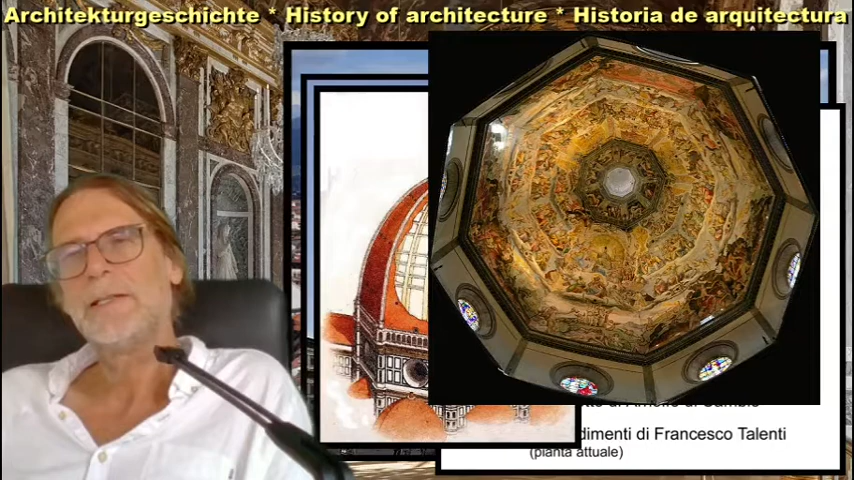 Architekturgeschichte * History of architecture * Historia de arquitectura
dimenti di Francesco Talenti
(pianta attuale)